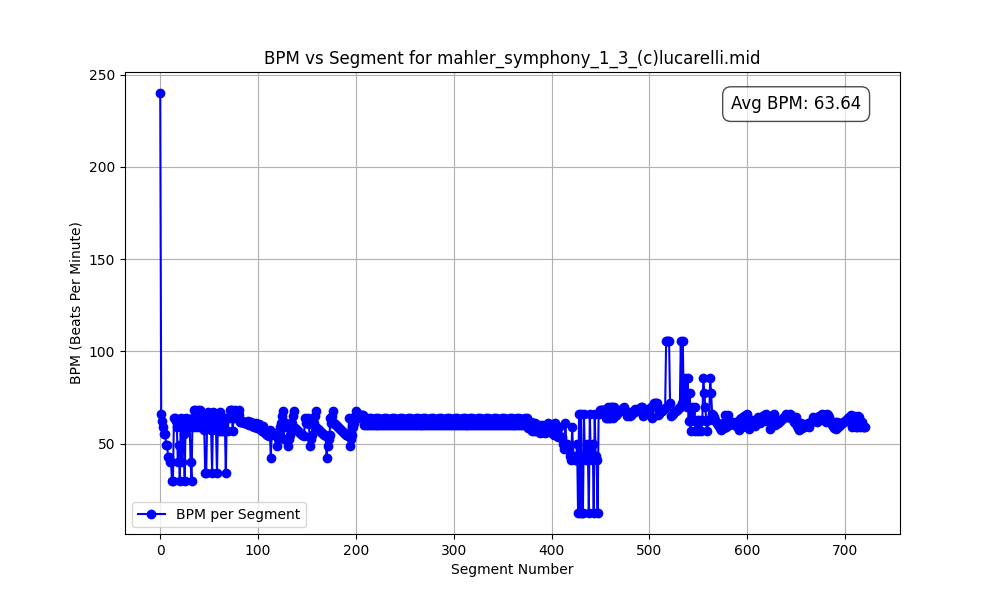 BPM vs Segment for mahler_symphony_1_3_(c)lucarelli.mid
Avg BPM: 63.64
BPM (Beats Per Minute)
250
200
150
100
50
BPM per Segment
0 100 200 300 400 500 600 700
Segment Number